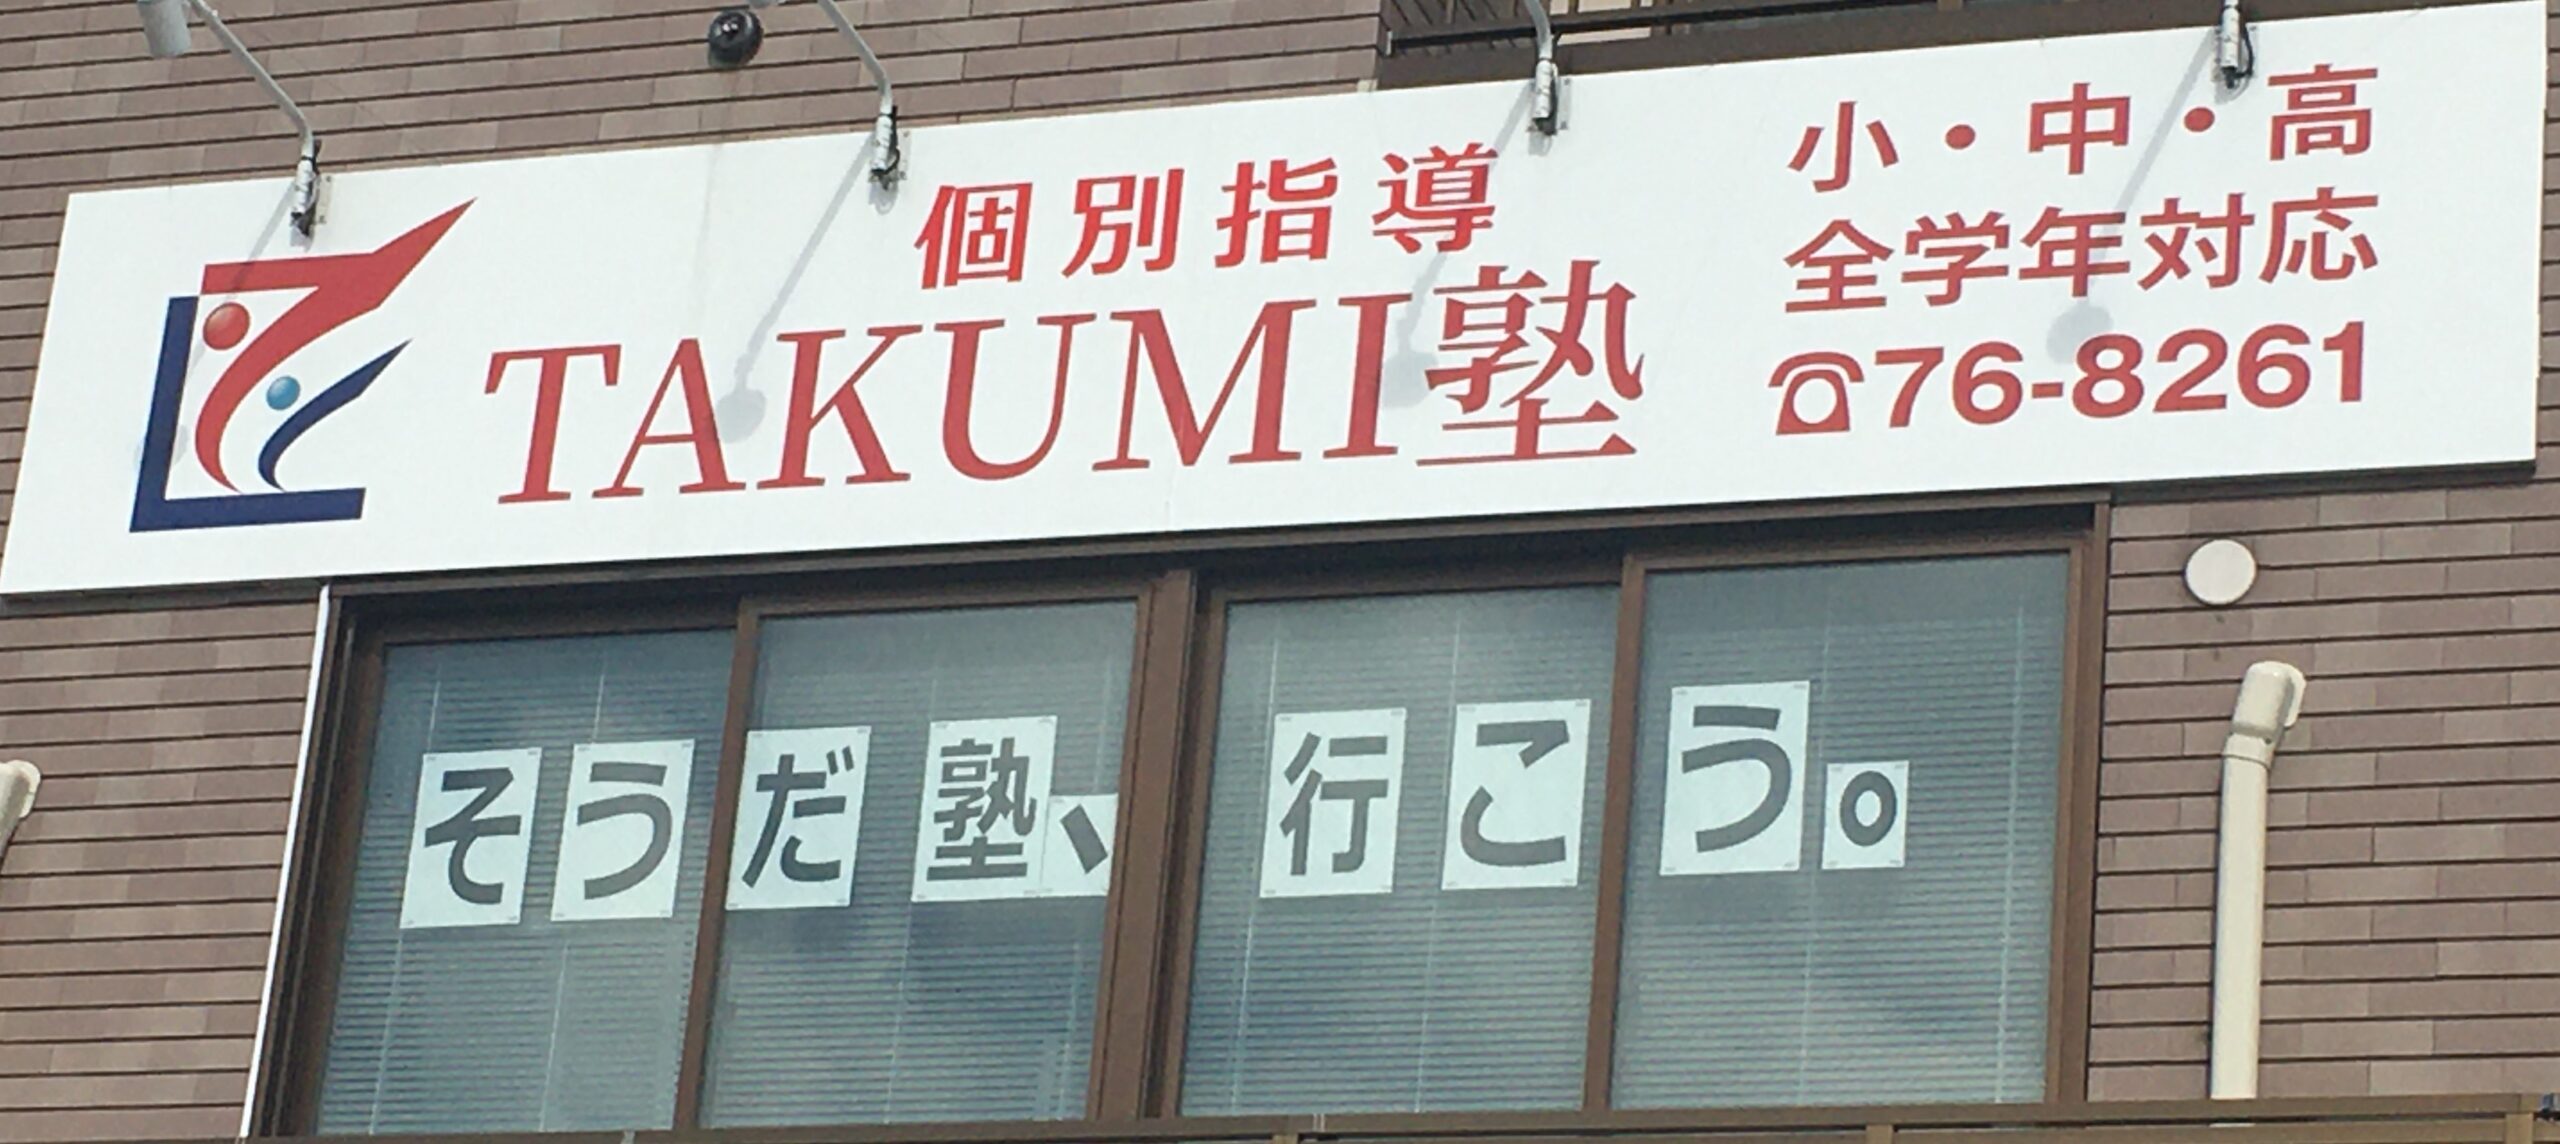 個別指導
TAKUMI塾
小・中・高
全学年対応
☎76-8261
そうだ塾、行こう。